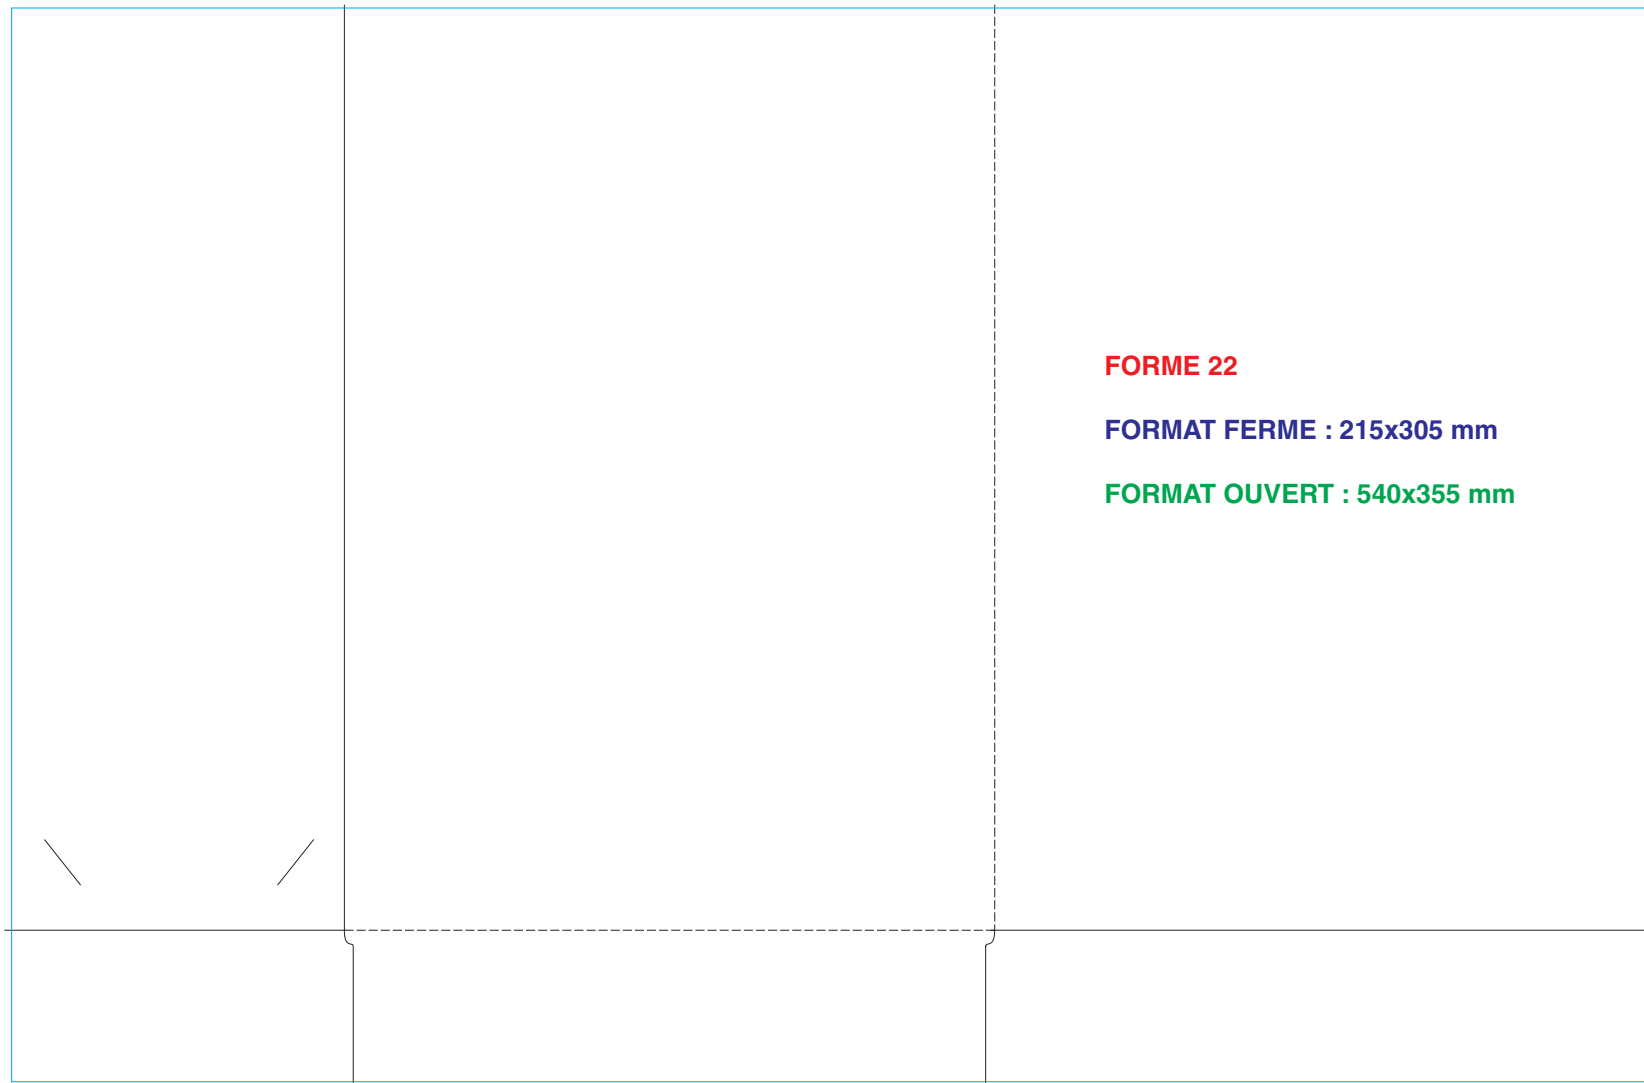 FORME 22
FORMAT FERME : 215x305 mm
FORMAT OUVERT : 540x355 mm